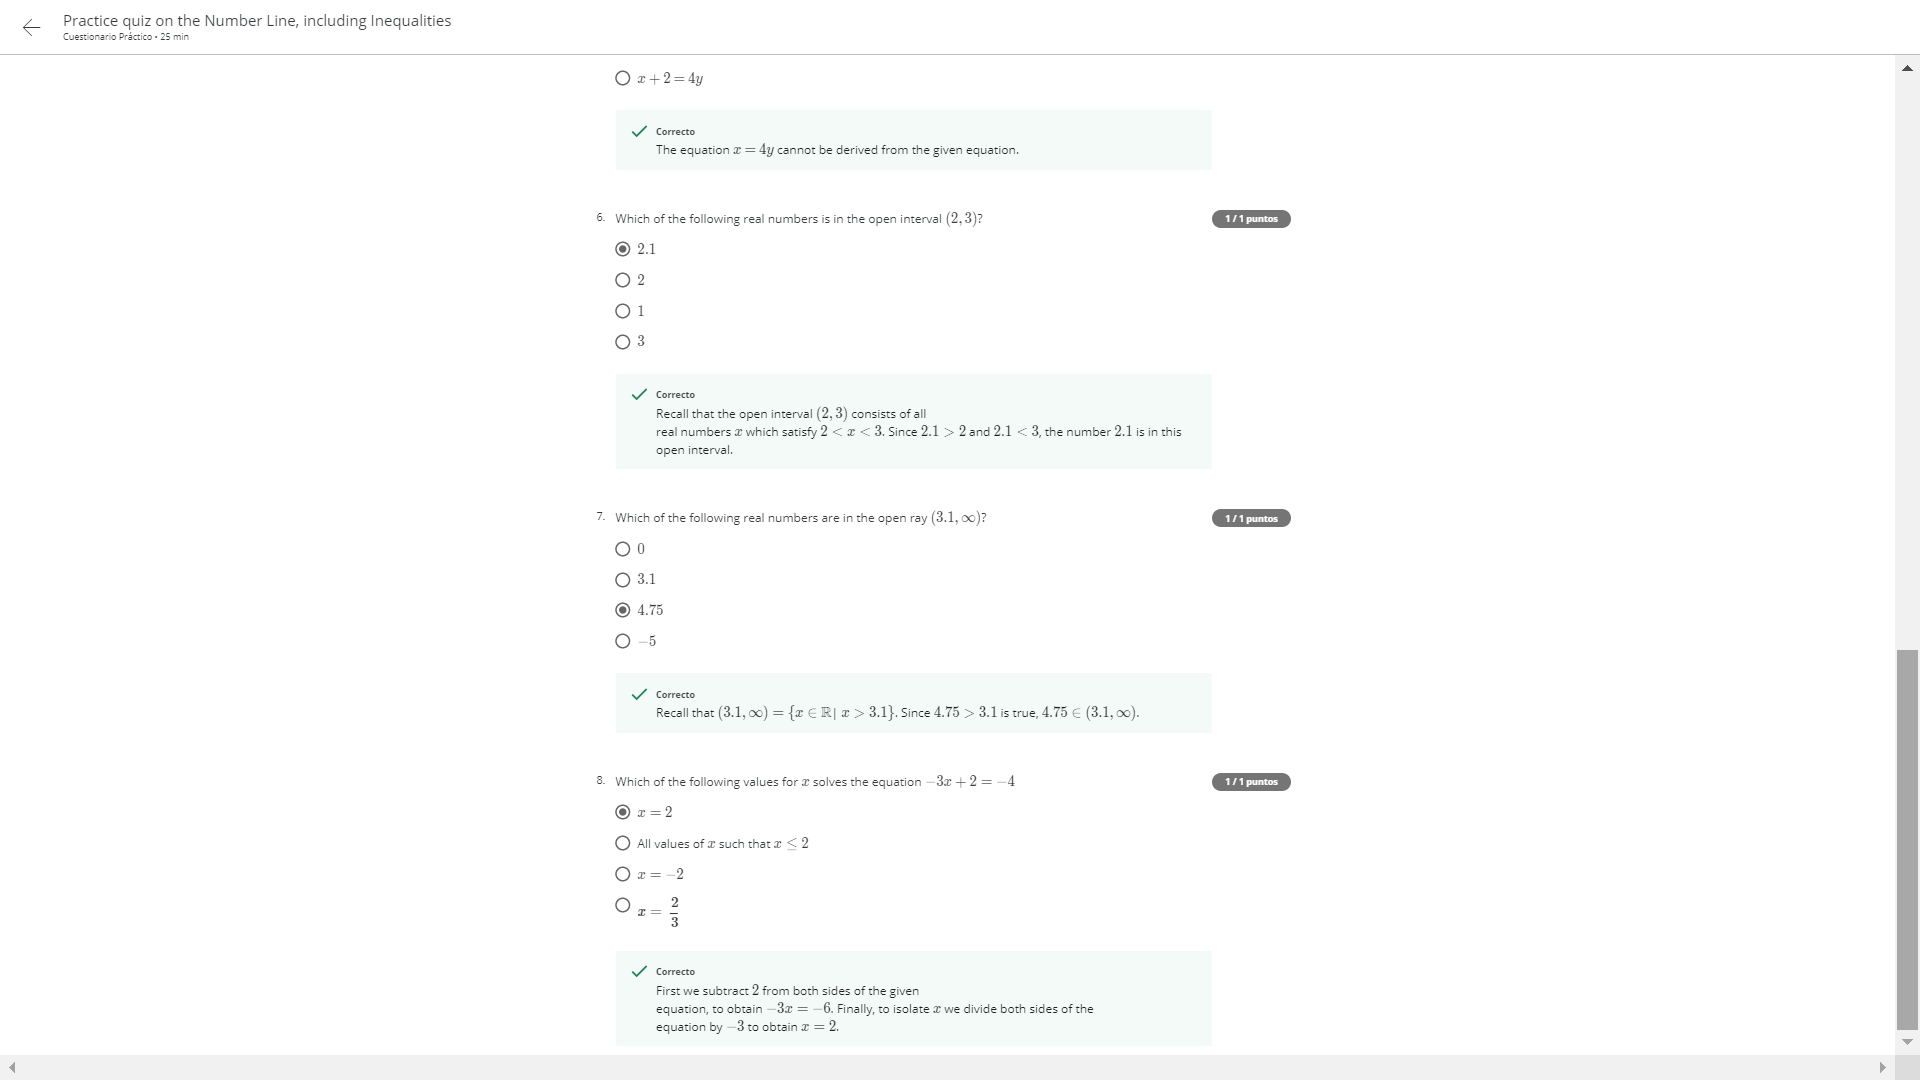 Practice quiz on the Number Line, including Inequalities
Cuestionario Práctico • 25 min
x + 2 = 4y
Correcto
The equation x = 4y cannot be derived from the given equation.
6. Which of the following real numbers is in the open interval (2, 3)?
1 / 1 puntos
2.1
2
1
3
Correcto
Recall that the open interval (2, 3) consists of all
real numbers x which satisfy 2 < x < 3. Since 2.1 > 2 and 2.1 < 3, the number 2.1 is in this
open interval.
7. Which of the following real numbers are in the open ray (3.1, ∞)?
1 / 1 puntos
0
3.1
4.75
−5
Correcto
Recall that (3.1, ∞) = {x ∈ ℝ| x > 3.1}. Since 4.75 > 3.1 is true, 4.75 ∈ (3.1, ∞).
8. Which of the following values for x solves the equation −3x + 2 = −4
1 / 1 puntos
x = 2
All values of x such that x ≤ 2
x = −2
x = 2/3
Correcto
First we subtract 2 from both sides of the given
equation, to obtain −3x = −6. Finally, to isolate x we divide both sides of the
equation by −3 to obtain x = 2.